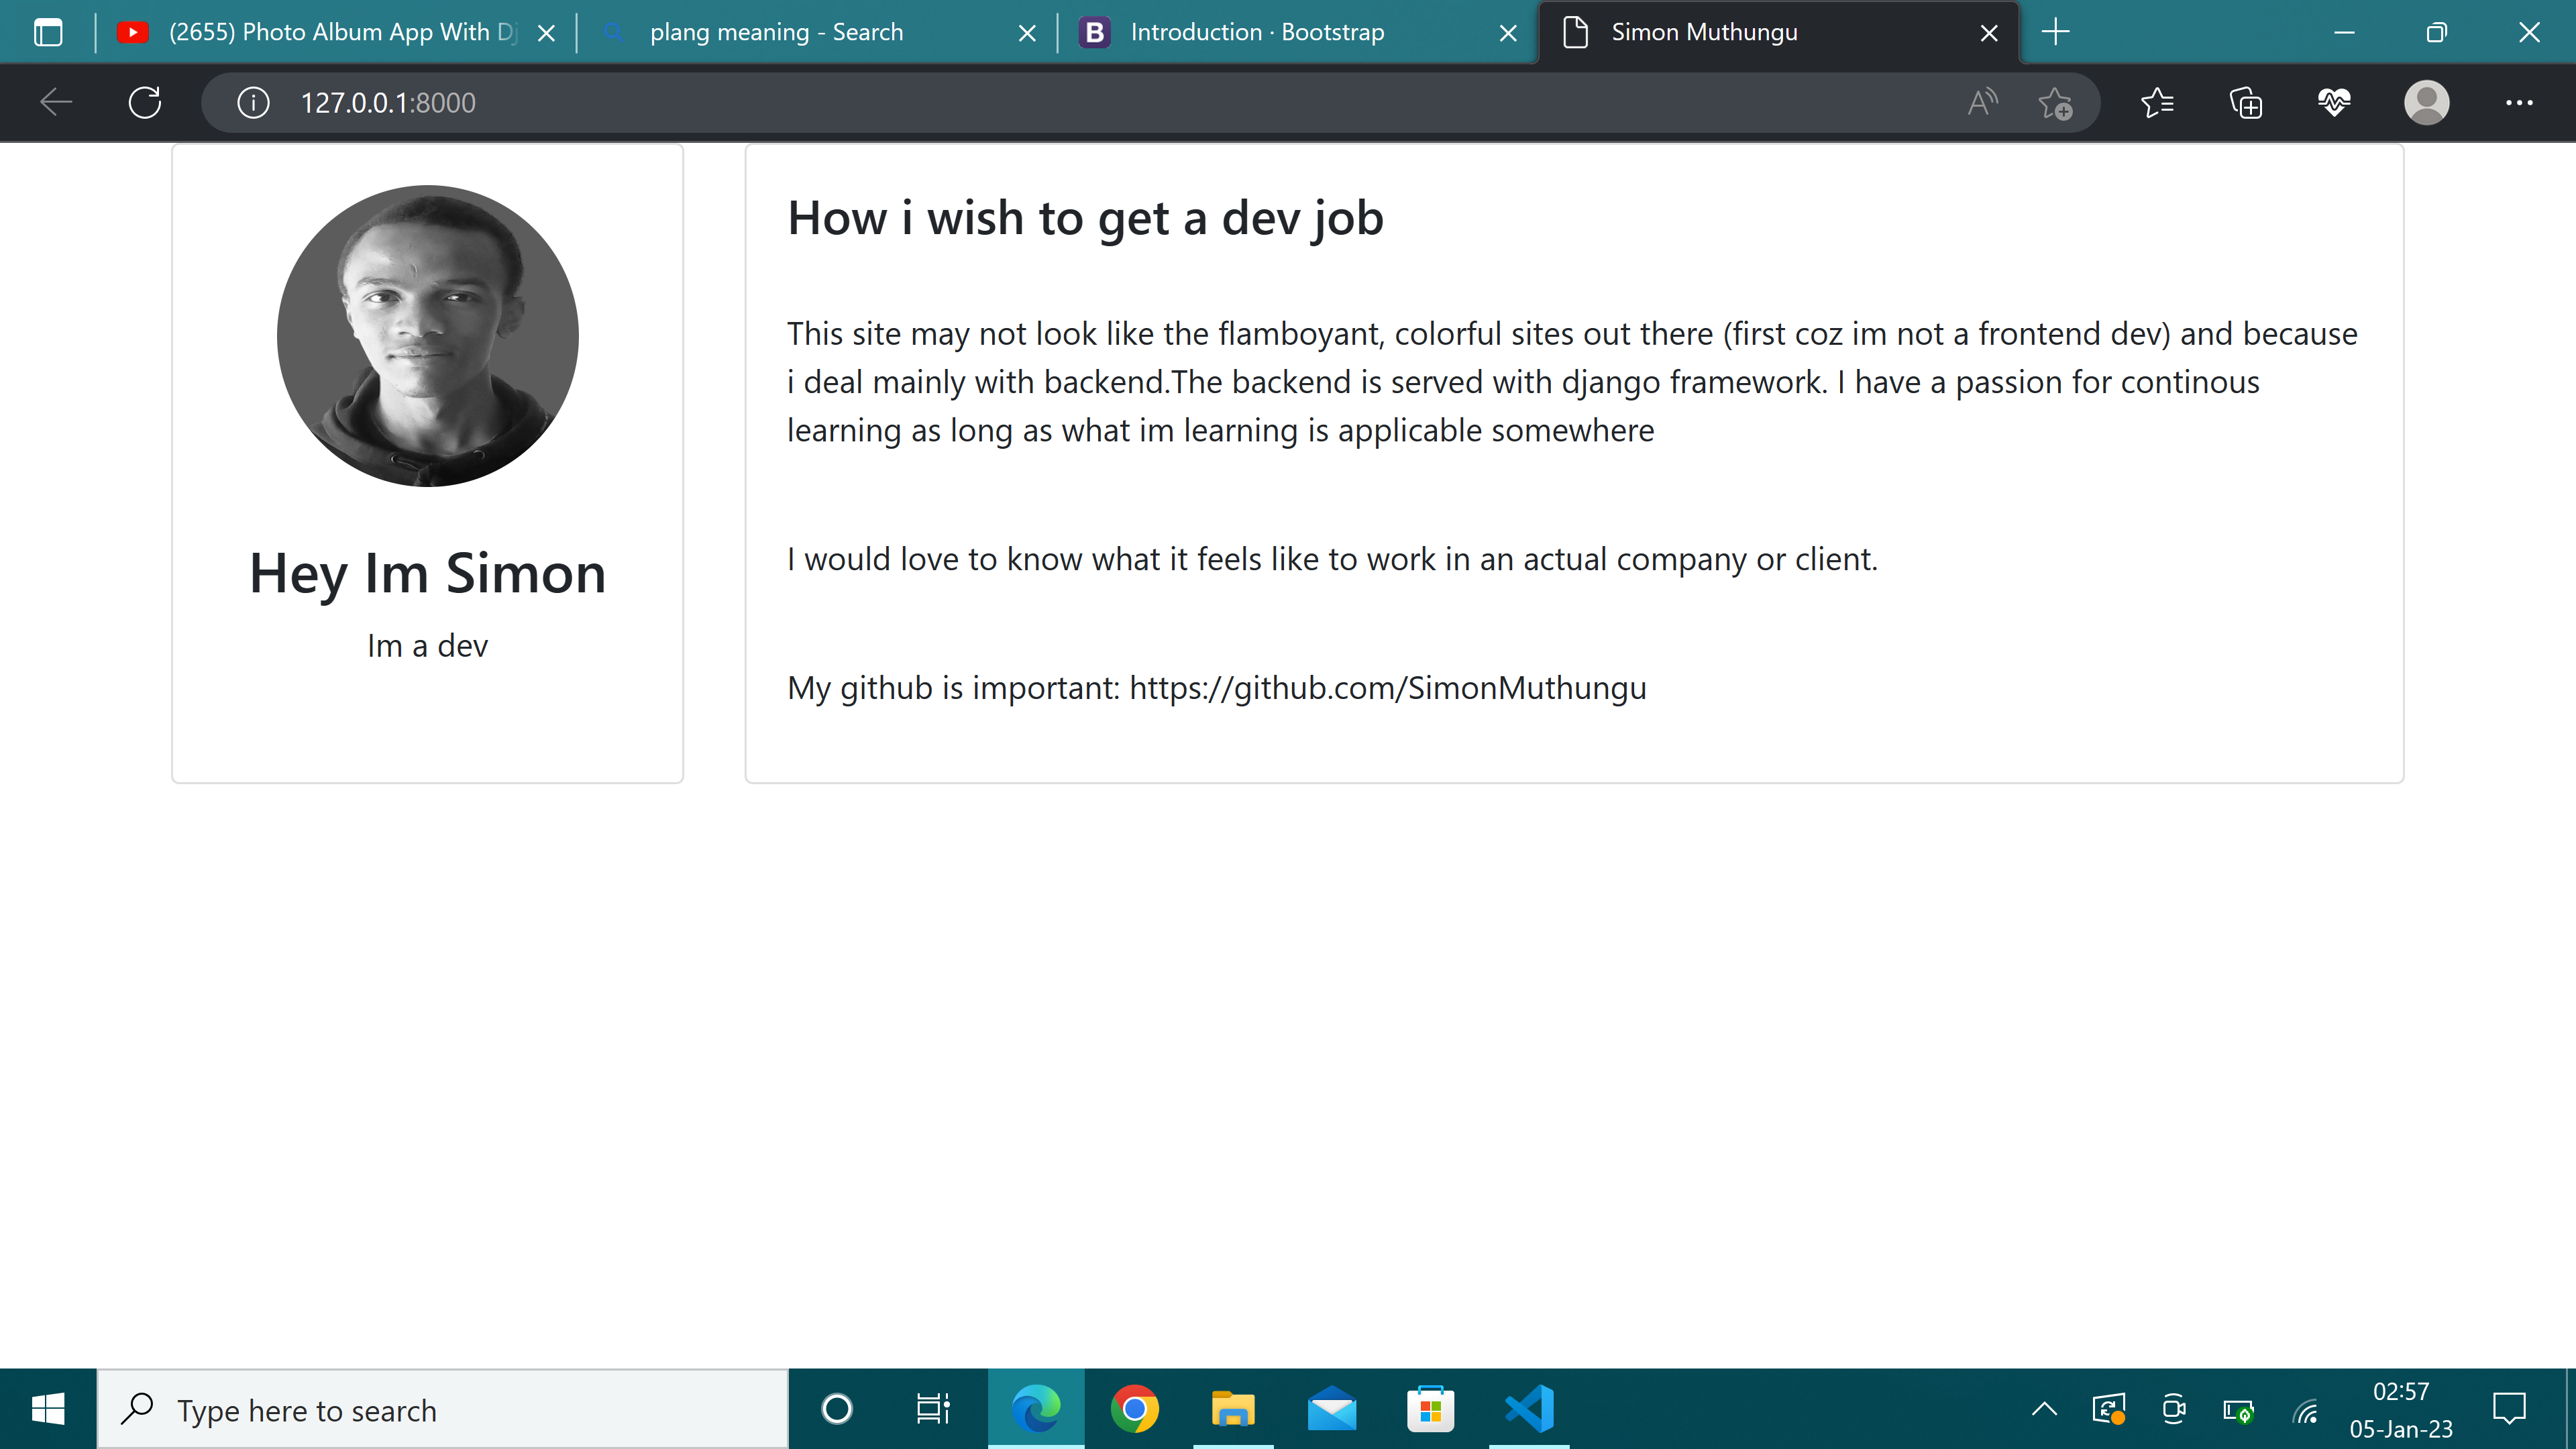 (2655) Photo Album App With Dj
plang meaning - Search
B Introduction · Bootstrap
Simon Muthungu
127.0.0.1:8000
How i wish to get a dev job
This site may not look like the flamboyant, colorful sites out there (first coz im not a frontend dev) and because
i deal mainly with backend.The backend is served with django framework. I have a passion for continous
learning as long as what im learning is applicable somewhere
I would love to know what it feels like to work in an actual company or client.
My github is important: https://github.com/SimonMuthungu
Hey Im Simon
Im a dev
Type here to search
02:57
05-Jan-23